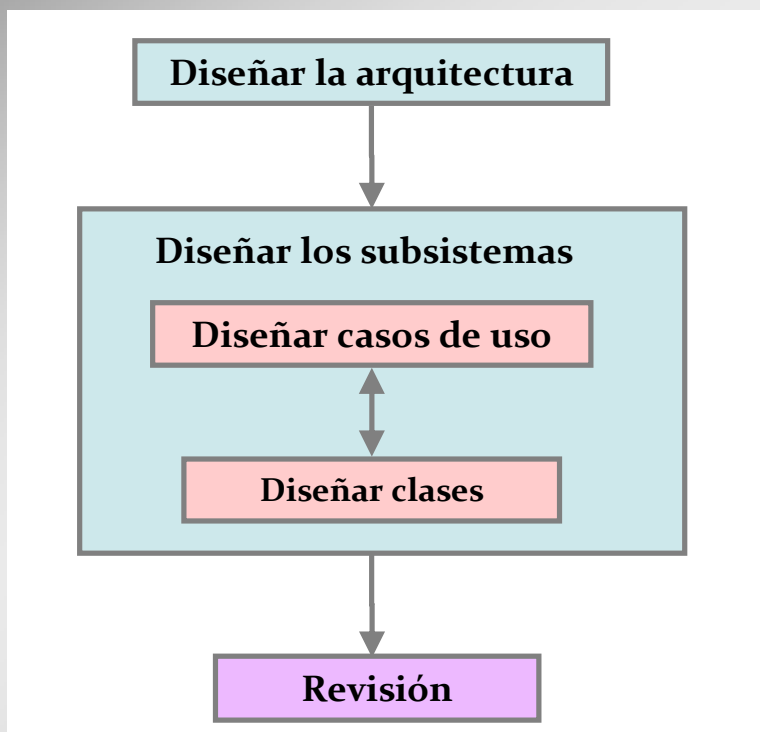 Diseñar la arquitectura
Diseñar los subsistemas
Diseñar casos de uso
Diseñar clases
Revisión